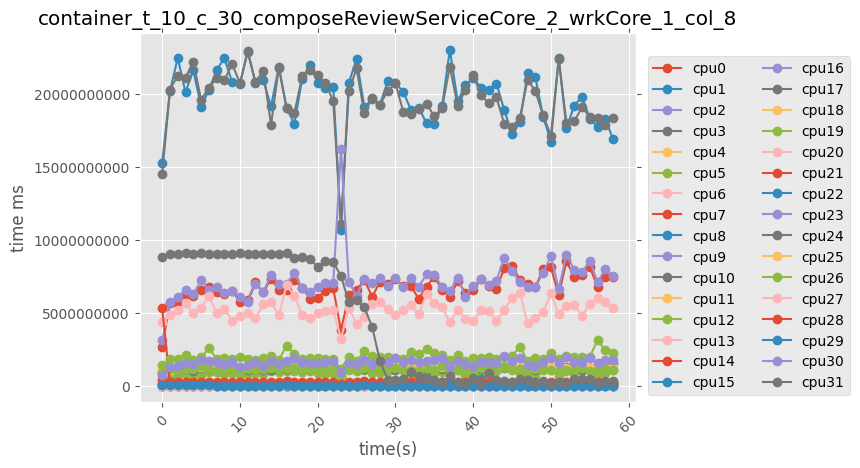 container_t_10_c_30_composeReviewServiceCore_2_wrkCore_1_col_8
time ms
20000000000
15000000000
10000000000
5000000000
0
0
10
20
30
40
50
60
time(s)
cpu0
cpu1
cpu2
cpu3
cpu4
cpu5
cpu6
cpu7
cpu8
cpu9
cpu10
cpu11
cpu12
cpu13
cpu14
cpu15
cpu16
cpu17
cpu18
cpu19
cpu20
cpu21
cpu22
cpu23
cpu24
cpu25
cpu26
cpu27
cpu28
cpu29
cpu30
cpu31